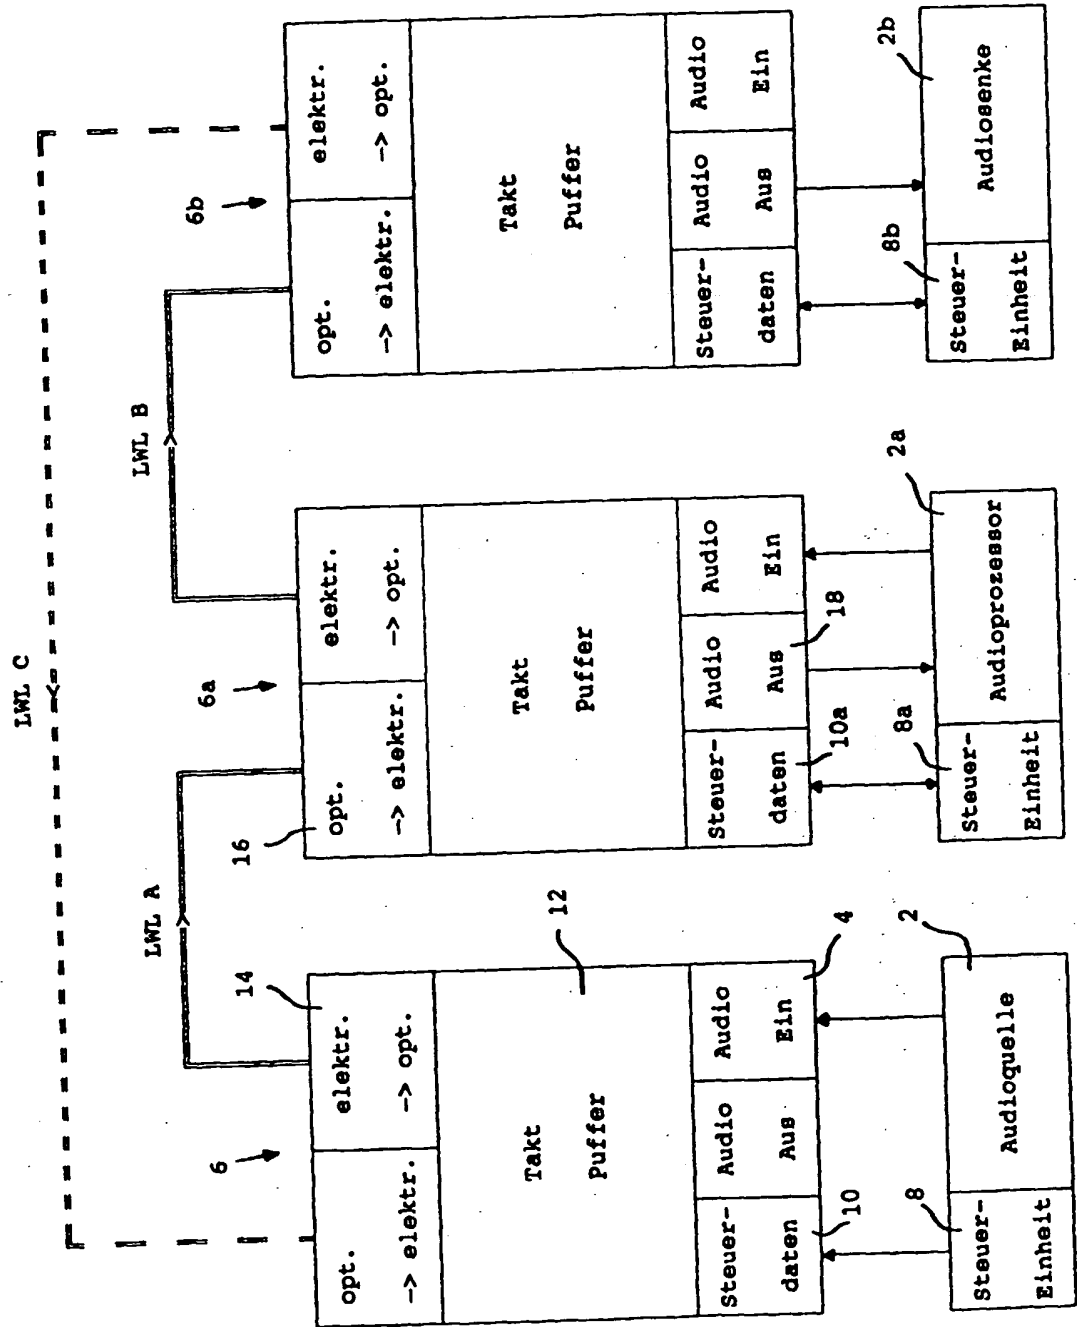 LWL C
LWL A
LWL B
6
14
16
6a
6b
opt.
-> elektr.
elektr.
-> opt.
opt.
-> elektr.
elektr.
-> opt.
opt.
-> elektr.
elektr.
-> opt.
12
Takt
Puffer
Takt
Puffer
Takt
Puffer
Steuer-
daten
Audio
Aus
Audio
Ein
Steuer-
daten
Audio
Aus
Audio
Ein
Steuer-
daten
Audio
Aus
Audio
Ein
10
4
10a
18
8
2
8a
2a
8b
2b
Steuer-
Einheit
Audioquelle
Steuer-
Einheit
Audioprozessor
Steuer-
Einheit
Audiosenke